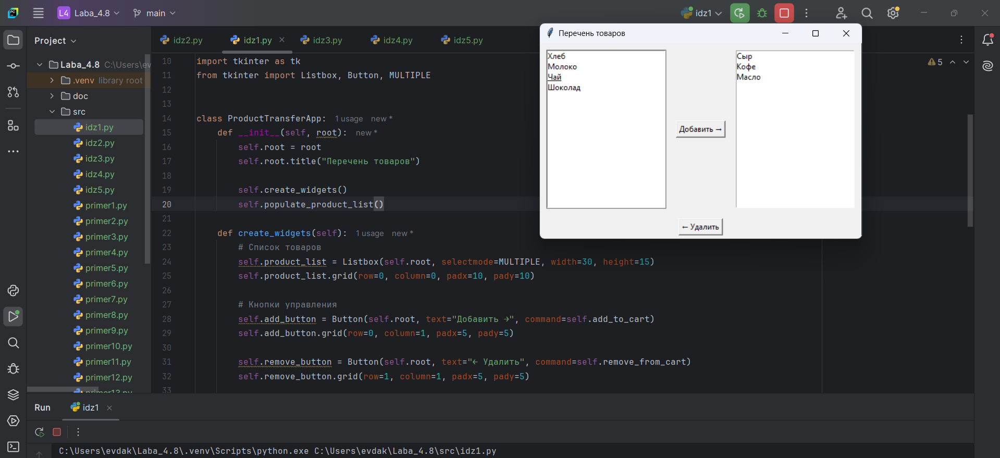 L4 Laba_4.8 main idz1
Project
Laba_4.8 C:\Users\ev
.venv library root
doc
src
idz1.py
idz2.py
idz3.py
idz4.py
idz5.py
primer1.py
primer2.py
primer3.py
primer4.py
primer5.py
primer6.py
primer7.py
primer8.py
primer9.py
primer10.py
primer11.py
primer12.py
primer13.py
idz2.py idz1.py idz3.py idz4.py idz5.py
5
10 import tkinter as tk
11 from tkinter import Listbox, Button, MULTIPLE
12
13
14 class ProductTransferApp: 1 usage new *
15 def __init__(self, root): new *
16 self.root = root
17 self.root.title("Перечень товаров")
18
19 self.create_widgets()
20 self.populate_product_list()
21
22 def create_widgets(self): 1 usage new *
23 # Список товаров
24 self.product_list = Listbox(self.root, selectmode=MULTIPLE, width=30, height=15)
25 self.product_list.grid(row=0, column=0, padx=10, pady=10)
26
27 # Кнопки управления
28 self.add_button = Button(self.root, text="Добавить →", command=self.add_to_cart)
29 self.add_button.grid(row=0, column=1, padx=5, pady=5)
30
31 self.remove_button = Button(self.root, text="← Удалить", command=self.remove_from_cart)
32 self.remove_button.grid(row=1, column=1, padx=5, pady=5)
33
Перечень товаров
Хлеб
Молоко
Чай
Шоколад
Добавить →
← Удалить
Сыр
Кофе
Масло
Run idz1
C:\Users\evdak\Laba_4.8\.venv\Scripts\python.exe C:\Users\evdak\Laba_4.8\src\idz1.py